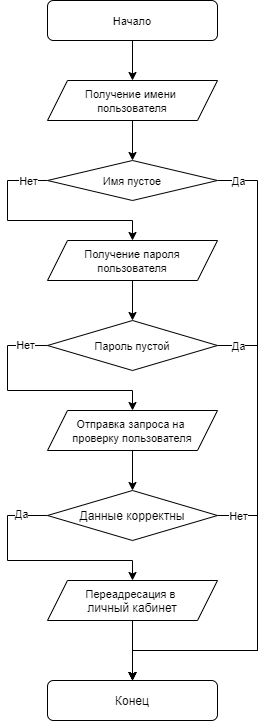 Начало
Получение имени
пользователя
Нет
Имя пустое
Да
Получение пароля
пользователя
Нет
Пароль пустой
Да
Отправка запроса на
проверку пользователя
Да
Данные корректны
Нет
Переадресация в
личный кабинет
Конец